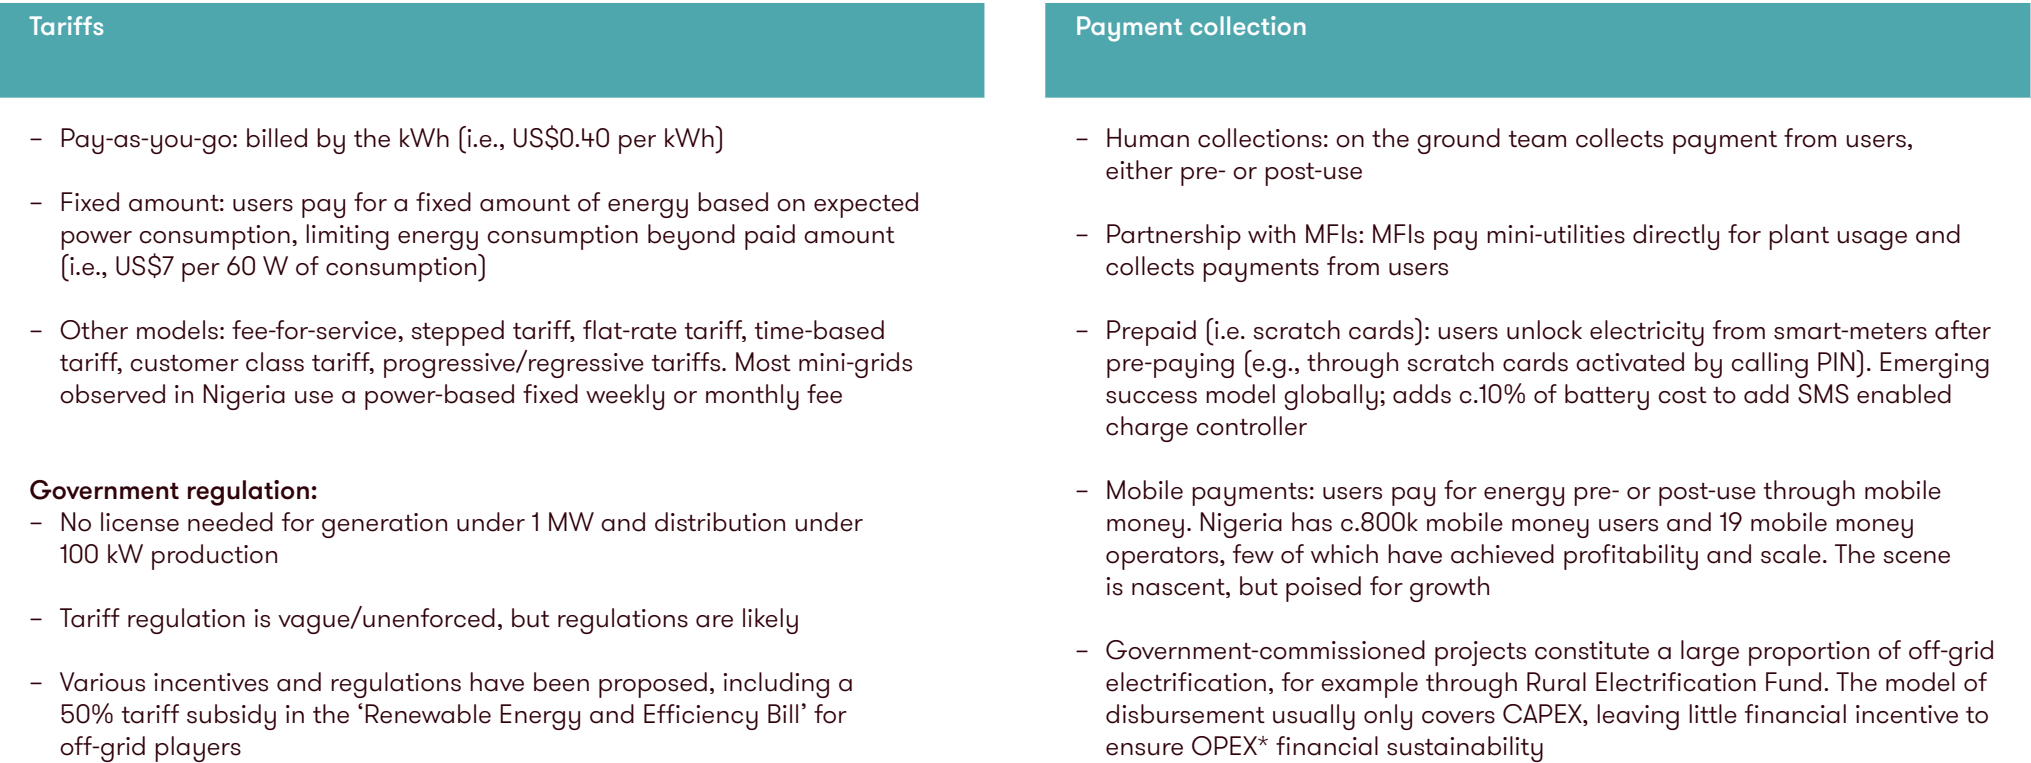 Tariffs
– Pay-as-you-go: billed by the kWh (i.e., US$0.40 per kWh)
– Fixed amount: users pay for a fixed amount of energy based on expected
power consumption, limiting energy consumption beyond paid amount
(i.e., US$7 per 60 W of consumption)
– Other models: fee-for-service, stepped tariff, flat-rate tariff, time-based
tariff, customer class tariff, progressive/regressive tariffs. Most mini-grids
observed in Nigeria use a power-based fixed weekly or monthly fee
Government regulation:
– No license needed for generation under 1 MW and distribution under
100 kW production
– Tariff regulation is vague/unenforced, but regulations are likely
– Various incentives and regulations have been proposed, including a
50% tariff subsidy in the ‘Renewable Energy and Efficiency Bill’ for
off-grid players
Payment collection
– Human collections: on the ground team collects payment from users,
either pre- or post-use
– Partnership with MFIs: MFIs pay mini-utilities directly for plant usage and
collects payments from users
– Prepaid (i.e. scratch cards): users unlock electricity from smart-meters after
pre-paying (e.g., through scratch cards activated by calling PIN). Emerging
success model globally; adds c.10% of battery cost to add SMS enabled
charge controller
– Mobile payments: users pay for energy pre- or post-use through mobile
money. Nigeria has c.800k mobile money users and 19 mobile money
operators, few of which have achieved profitability and scale. The scene
is nascent, but poised for growth
– Government-commissioned projects constitute a large proportion of off-grid
electrification, for example through Rural Electrification Fund. The model of
disbursement usually only covers CAPEX, leaving little financial incentive to
ensure OPEX* financial sustainability